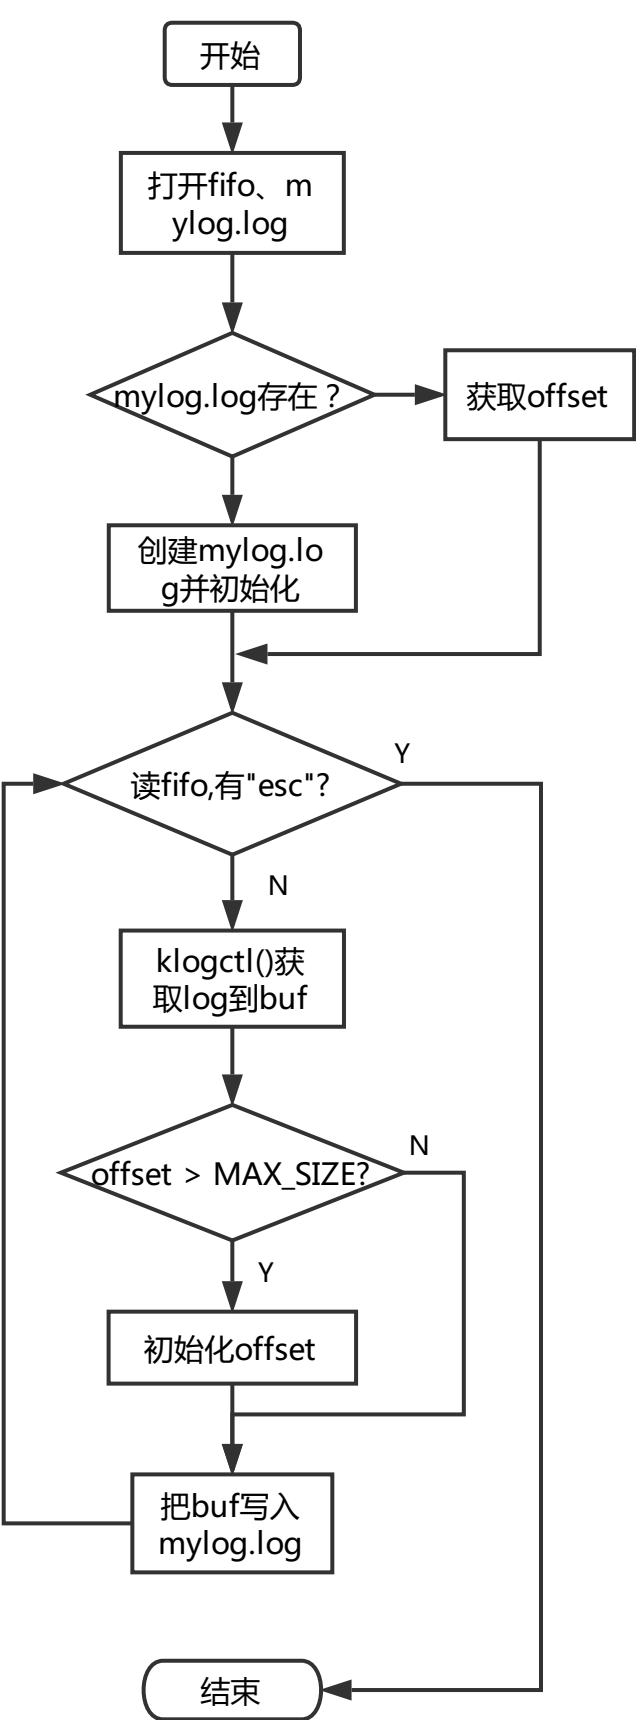 开始
打开fifo、m
ylog.log
mylog.log存在？
获取offset
创建mylog.lo
g并初始化
读fifo,有"esc"?
Y
N
klogctl()获
取log到buf
offset > MAX_SIZE?
N
Y
初始化offset
把buf写入
mylog.log
结束